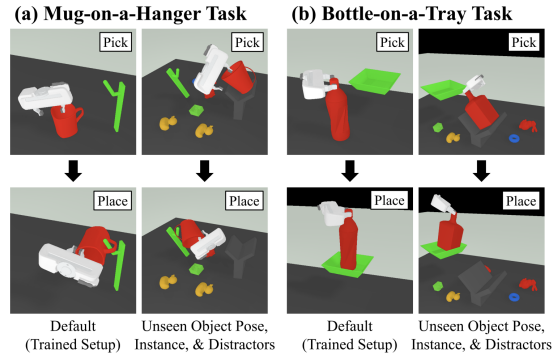 (a) Mug-on-a-Hanger Task
Pick
Pick
Place
Place
Default
(Trained Setup)
Unseen Object Pose,
Instance, & Distractors
(b) Bottle-on-a-Tray Task
Pick
Pick
Place
Place
Default
(Trained Setup)
Unseen Object Pose,
Instance, & Distractors